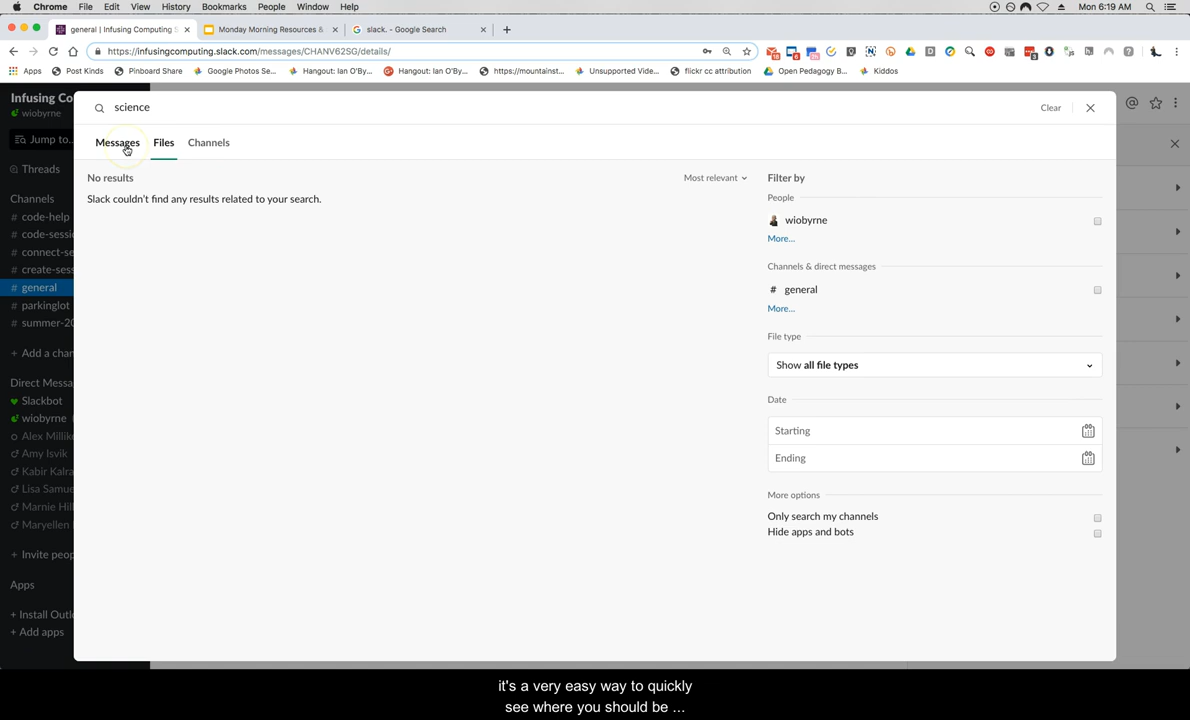 Chrome File Edit View History Bookmarks People Window Help Mon 6:19 AM
general | Infusing Computing S Monday Morning Resources & slack. - Google Search
https://infusingcomputing.slack.com/messages/CHANV62SG/details/
Apps Post Kinds Pinboard Share Google Photos Se... Hangout: Ian O'By... Hangout: Ian O'By... https://mountainst... Unsupported Vide... flickr cc attribution Open Pedagogy B... Kiddos
Infusing Co
wiobyrne
Jump to...
Threads
Channels
# code-help
# code-sessi
# connect-se
# create-sess
# general
# parkinglot
# summer-20
+ Add a chan
Direct Messa
Slackbot
wiobyrne
Alex Millik
Amy Isvik
Kabir Kalra
Lisa Samue
Marnie Hill
Maryellen
+ Invite peop
Apps
+ Install Outlo
+ Add apps
science
Clear
Messages Files Channels
No results
Most relevant
Slack couldn't find any results related to your search.
Filter by
People
wiobyrne
More...
Channels & direct messages
# general
More...
File type
Show all file types
Date
Starting
Ending
More options
Only search my channels
Hide apps and bots
it's a very easy way to quickly
see where you should be ...